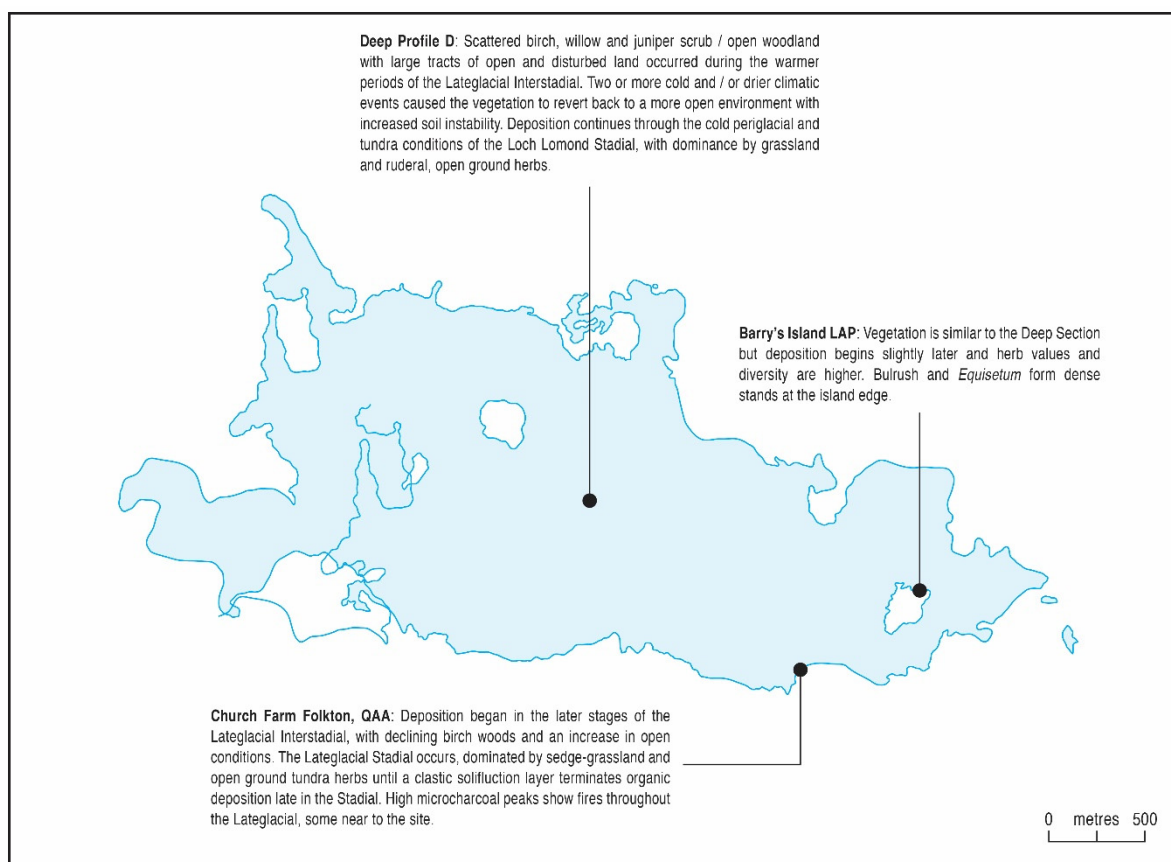 Deep Profile D: Scattered birch, willow and juniper scrub / open woodland
with large tracts of open and disturbed land occurred during the warmer
periods of the Lateglacial Interstadial. Two or more cold and / or drier climatic
events caused the vegetation to revert back to a more open environment with
increased soil instability. Deposition continues through the cold periglacial and
tundra conditions of the Loch Lomond Stadial, with dominance by grassland
and ruderal, open ground herbs.
Barry's Island LAP: Vegetation is similar to the Deep Section
but deposition begins slightly later and herb values and
diversity are higher. Bulrush and Equisetum form dense
stands at the island edge.
Church Farm Folkton, QAA: Deposition began in the later stages of the
Lateglacial Interstadial, with declining birch woods and an increase in open
conditions. The Lateglacial Stadial occurs, dominated by sedge-grassland and
open ground tundra herbs until a clastic solifluction layer terminates organic
deposition late in the Stadial. High microcharcoal peaks show fires throughout
the Lateglacial, some near to the site.
0 metres 500